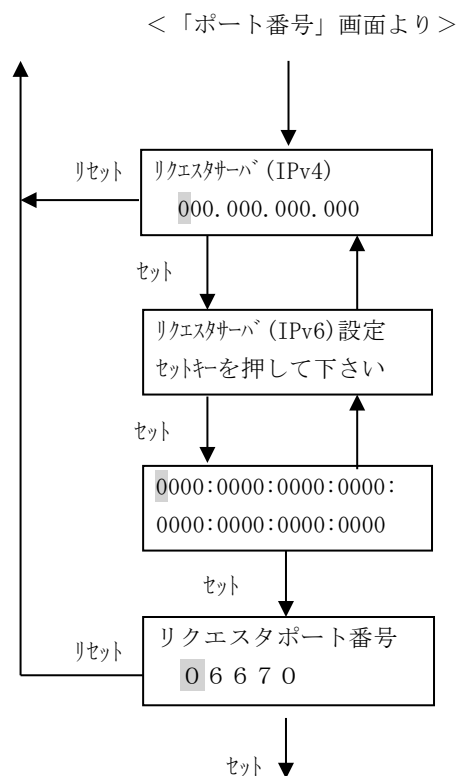 ＜「ポート番号」画面より＞
リセット
ﾘｸｴｽﾀｻｰﾊﾞ(IPv4)
000.000.000.000
セット
ﾘｸｴｽﾀｻｰﾊﾞ(IPv6)設定
ｾｯﾄｷｰを押して下さい
セット
0000:0000:0000:0000:
0000:0000:0000:0000
セット
リセット
リクエスタポート番号
０６６７０
セット